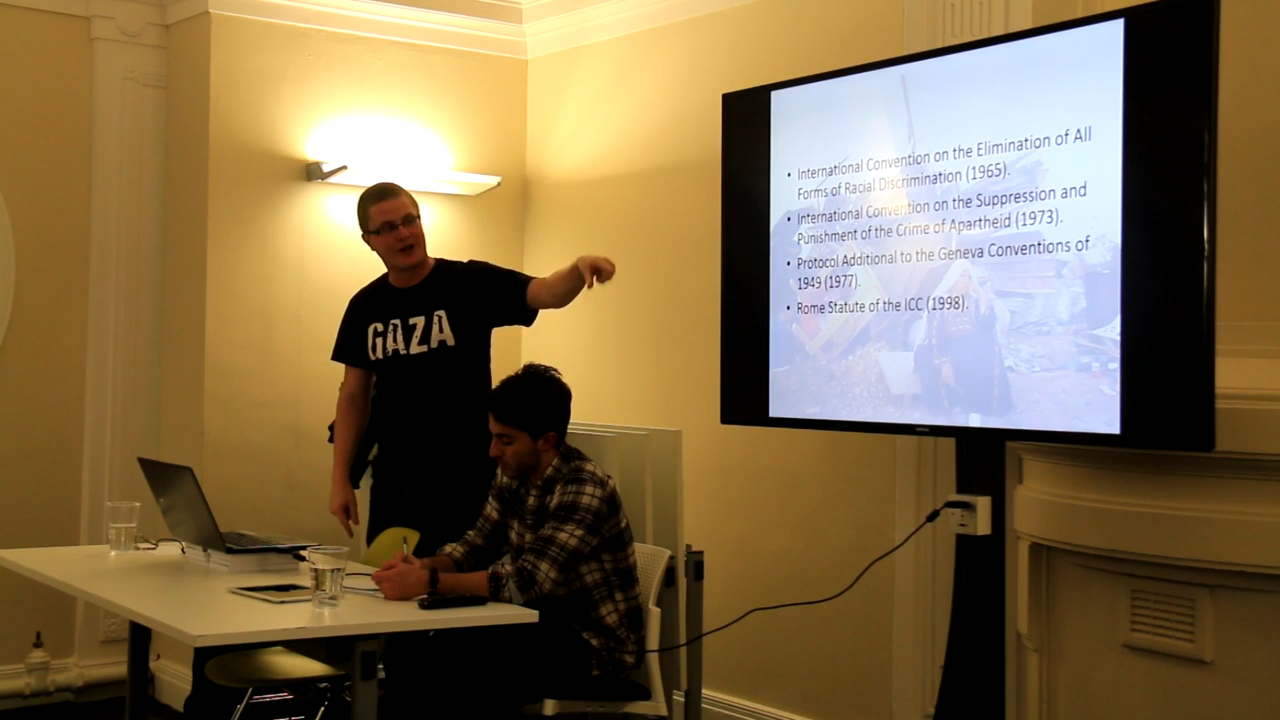 GAZA
• International Convention on the Elimination of All
Forms of Racial Discrimination (1965).
• International Convention on the Suppression and
Punishment of the Crime of Apartheid (1973).
• Protocol Additional to the Geneva Conventions of
1949 (1977).
• Rome Statute of the ICC (1998).